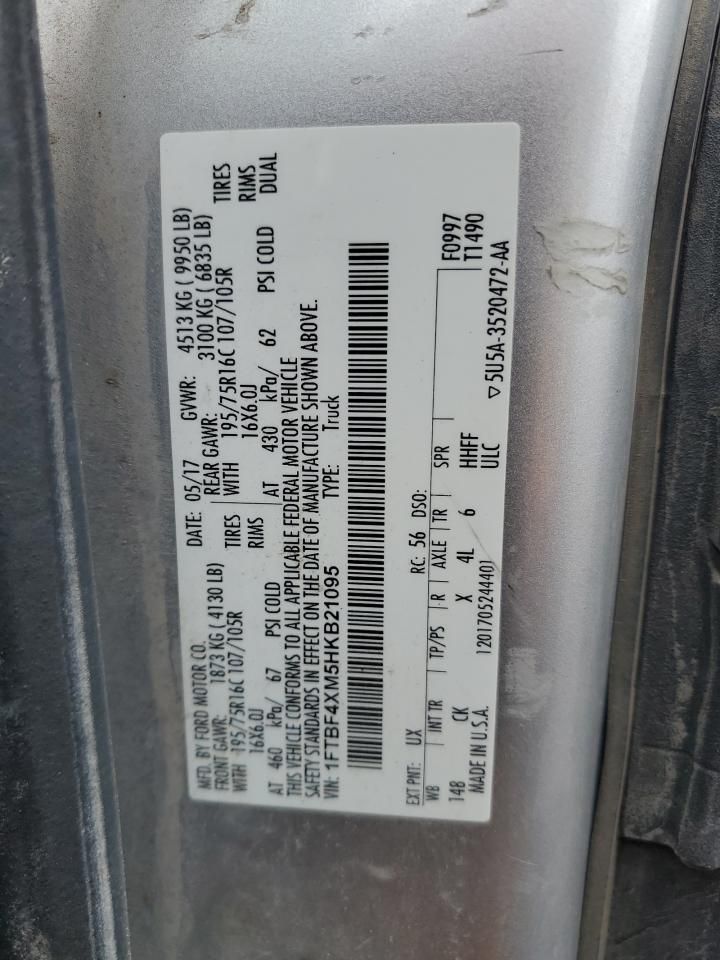 MFD. BY FORD MOTOR CO.
DATE: 05/17 GVWR: 4513 KG ( 9950 LB)
FRONT GAWR: 1873 KG ( 4130 LB)
REAR GAWR: 3100 KG ( 6835 LB)
WITH 195/75R16C 107/105R TIRES
WITH 195/75R16C 107/105R TIRES
16X6.0J RIMS
16X6.0J RIMS
AT 460 kPa/ 67 PSI COLD
AT 430 kPa/ 62 PSI COLD DUAL
THIS VEHICLE CONFORMS TO ALL APPLICABLE FEDERAL MOTOR VEHICLE
SAFETY STANDARDS IN EFFECT ON THE DATE OF MANUFACTURE SHOWN ABOVE.
VIN: 1FTBF4XM5HKB21095 TYPE: Truck
EXT PNT: UX RC: 56 DSO: F0997
WB INT TR TP/PS R AXLE TR SPR T1490
148 CK X 4L 6 HHFF
MADE IN U.S.A. 1201705244401 ULC
▽5U5A-3520472-AA